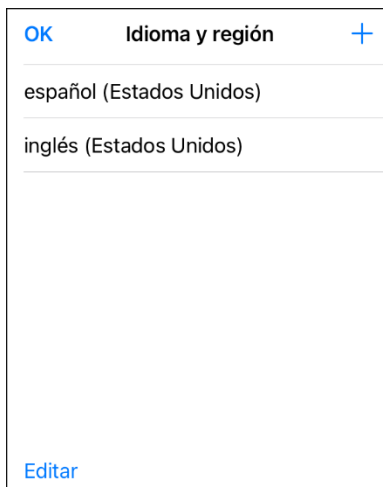 OK Idioma y región +
español (Estados Unidos)
inglés (Estados Unidos)
Editar